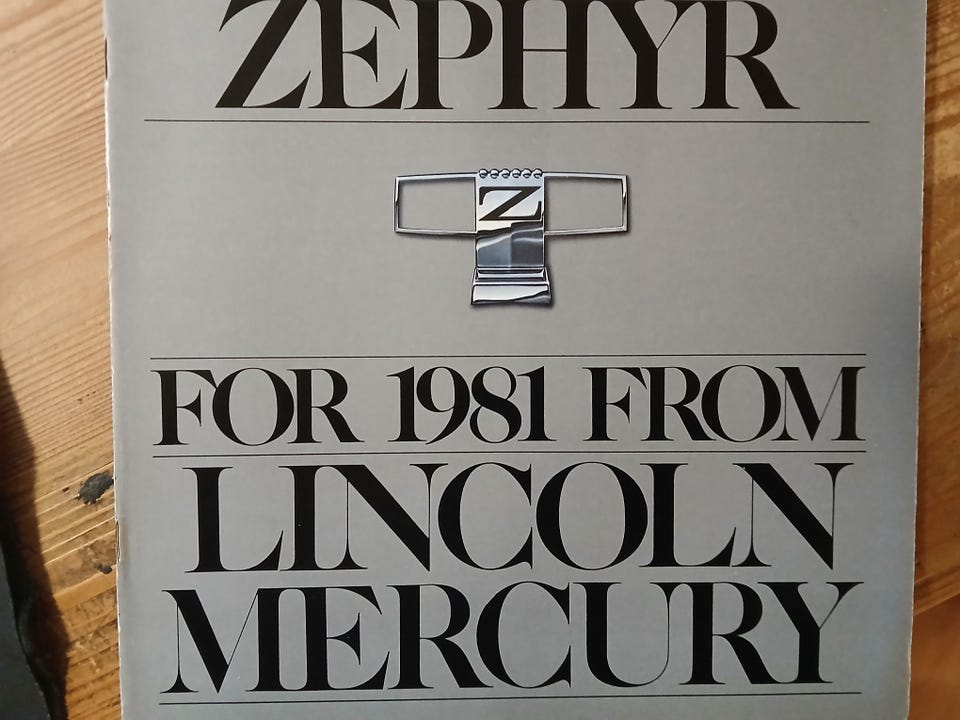 ZEPHYR
Z
FOR 1981 FROM
LINCOLN
MERCURY